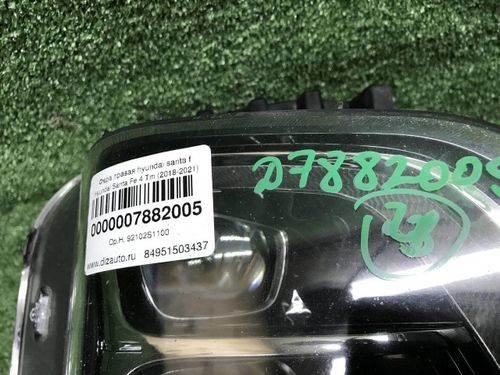 Фара правая hyundai santa f
Hyundai Santa Fe 4 Tm (2018-2021)
0000007882005
Ор.Н. 92102S1100
www.dizauto.ru 84951503437
D7882005
28